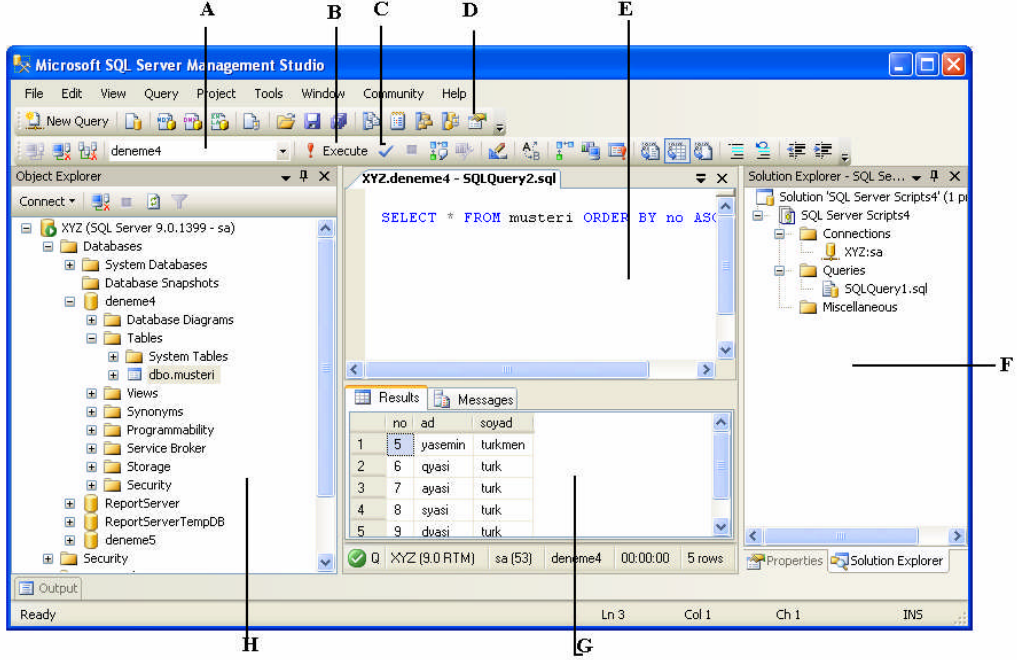 A B C D E
Microsoft SQL Server Management Studio
File Edit View Query Project Tools Window Community Help
New Query
deneme4 Execute
Object Explorer
Connect
XYZ (SQL Server 9.0.1399 - sa)
Databases
System Databases
Database Snapshots
deneme4
Database Diagrams
Tables
System Tables
dbo.musteri
Views
Synonyms
Programmability
Service Broker
Storage
Security
ReportServer
ReportServerTempDB
deneme5
Security
XYZ.deneme4 - SQLQuery2.sql
SELECT * FROM musteri ORDER BY no ASC
Results Messages
no ad soyad
1 5 yasemin turkmen
2 6 qyasi turk
3 7 ayasi turk
4 8 syasi turk
5 9 dyasi turk
Q XYZ (9.0 RTM) sa (53) deneme4 00:00:00 5 rows
Solution Explorer - SQL Se...
Solution 'SQL Server Scripts4' (1 
SQL Server Scripts4
Connections
XYZ:sa
Queries
SQLQuery1.sql
Miscellaneous
F
Properties Solution Explorer
Output
Ready Ln 3 Col 1 Ch 1 INS
H G